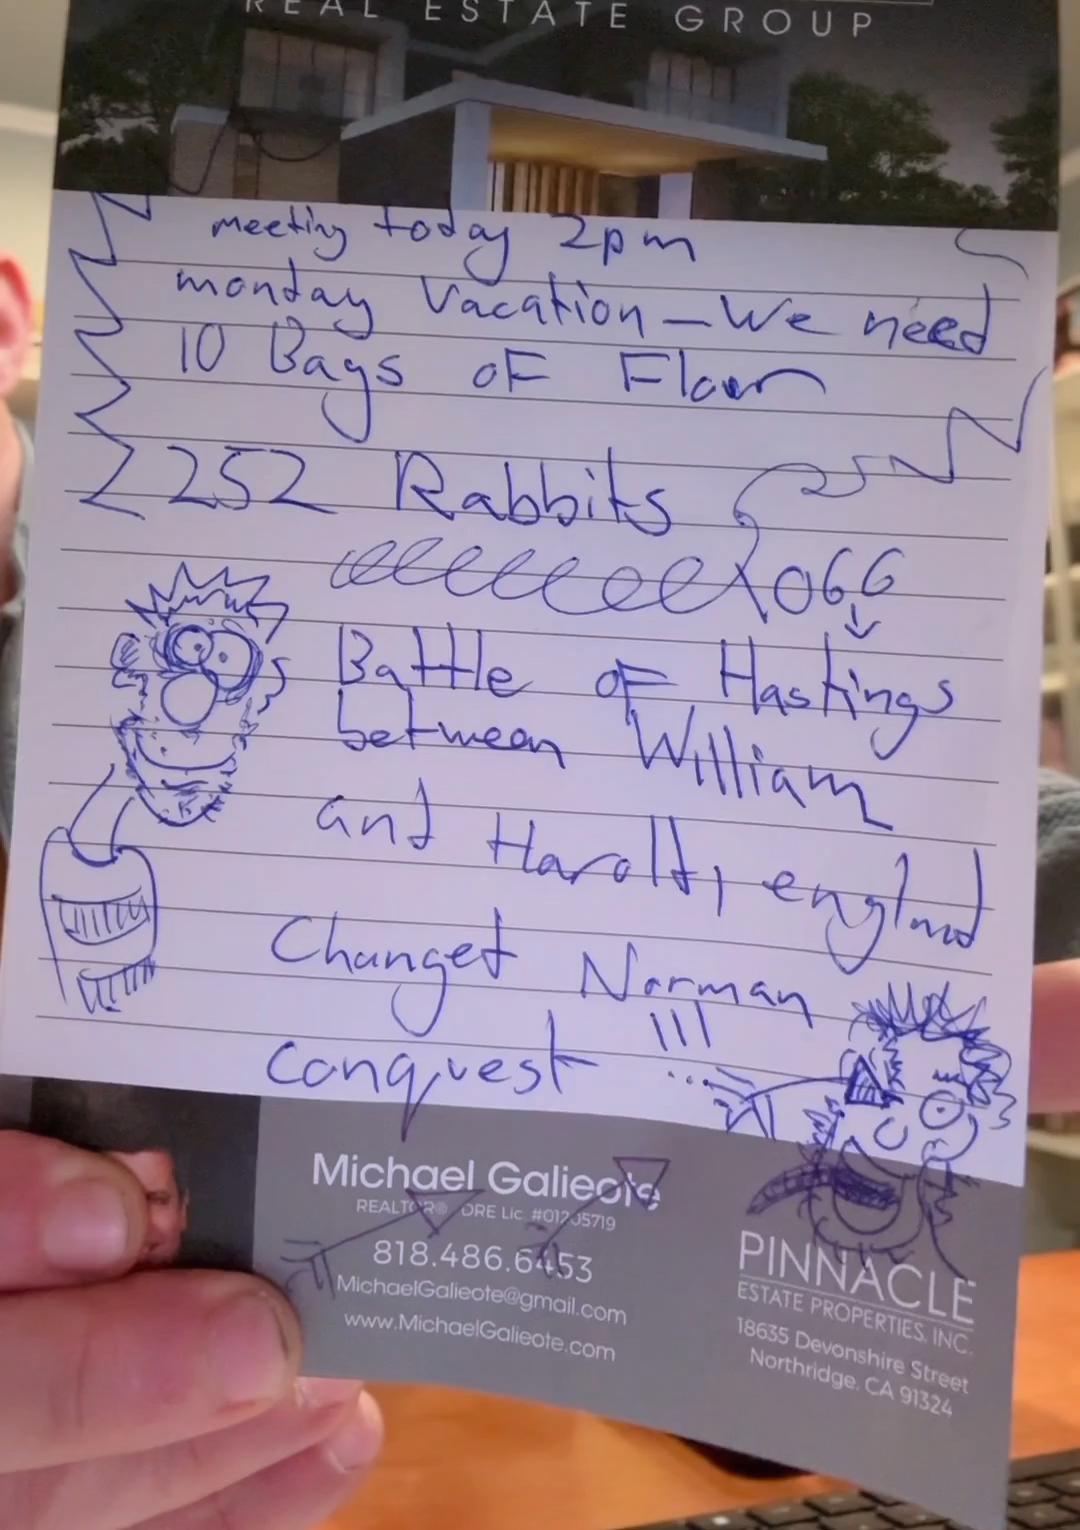 REAL ESTATE GROUP
meeting today 2pm
monday Vacation - We need
10 Bags of Flour
252 Rabbits
1066
Battle of Hastings
between William
and Harold, england
Changed Norman
conquest !!!
Michael Galieote
REALTOR® DRE Lic. #01205719
818.486.6453
MichaelGalieote@gmail.com
www.MichaelGalieote.com
PINNACLE
ESTATE PROPERTIES, INC.
18635 Devonshire Street
Northridge, CA 91324